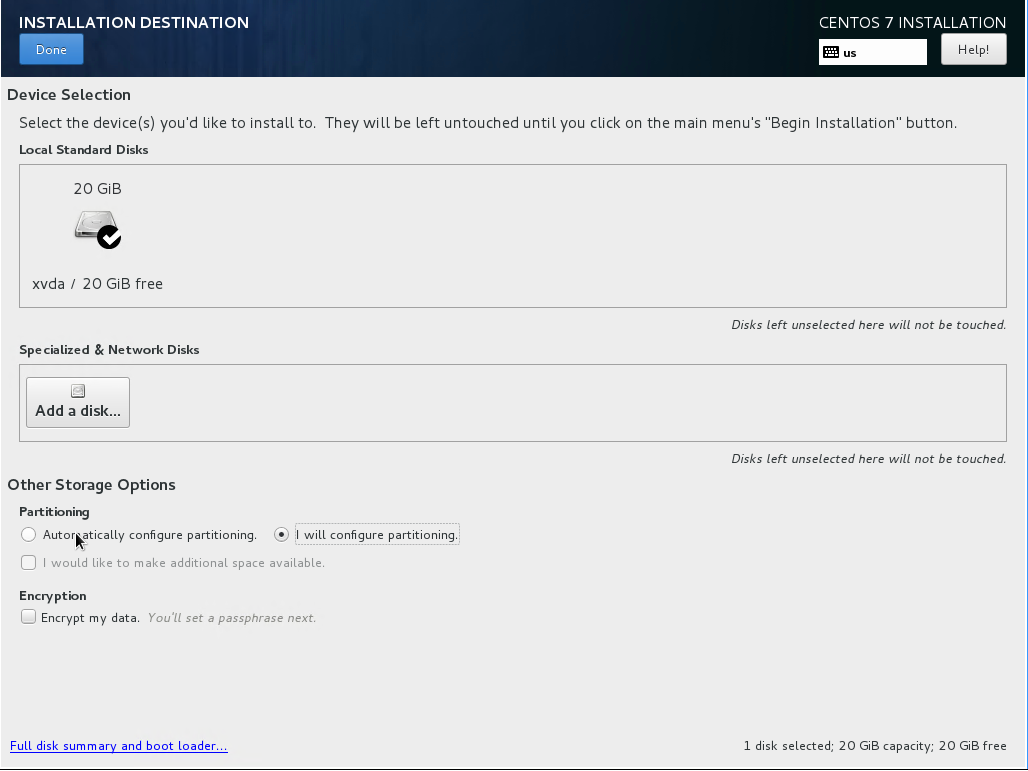 INSTALLATION DESTINATION
CENTOS 7 INSTALLATION
Done
us
Help!
Device Selection
Select the device(s) you'd like to install to.  They will be left untouched until you click on the main menu's "Begin Installation" button.
Local Standard Disks
20 GiB
xvda / 20 GiB free
Disks left unselected here will not be touched.
Specialized & Network Disks
Add a disk...
Disks left unselected here will not be touched.
Other Storage Options
Partitioning
Automatically configure partitioning. I will configure partitioning.
I would like to make additional space available.
Encryption
Encrypt my data. You'll set a passphrase next.
Full disk summary and boot loader... 1 disk selected; 20 GiB capacity; 20 GiB free